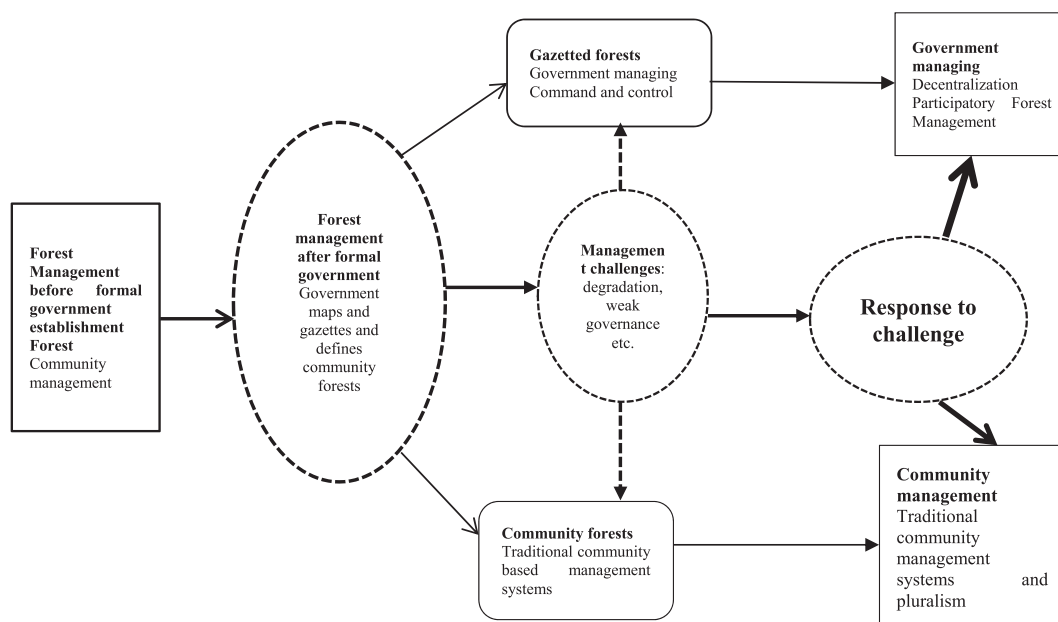 Forest
Management
before formal
government
establishment
Forest
Community
management
Forest
management
after formal
government
Government
maps and
gazettes and
defines
community
forests
Gazetted forests
Government managing
Command and control
Managemen
t challenges:
degradation,
weak
governance
etc.
Community forests
Traditional community
based management
systems
Response to
challenge
Government
managing
Decentralization
Participatory Forest
Management
Community
management
Traditional
community
management
systems and
pluralism